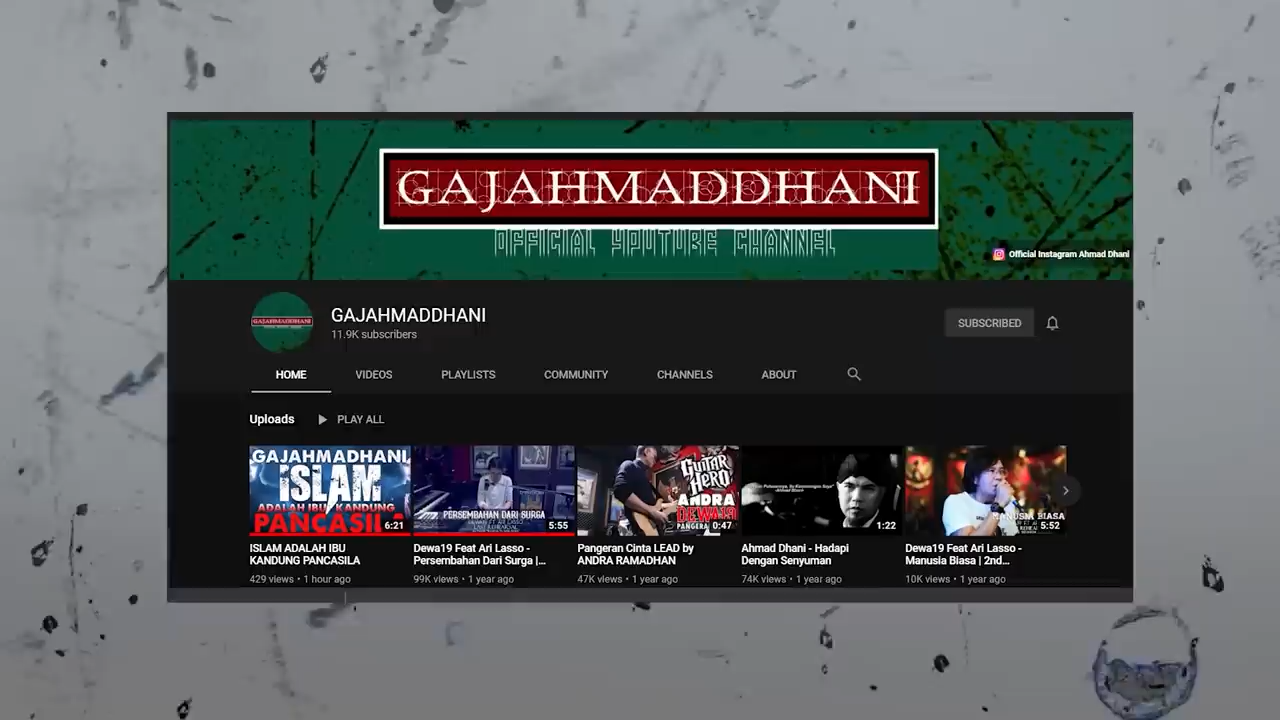 GAJAHMADDHANI
OFFICIAL YOUTUBE CHANNEL
Official Instagram Ahmad Dhani
GAJAHMADDHANI
GAJAHMADDHANI
11.9K subscribers
SUBSCRIBED
HOME VIDEOS PLAYLISTS COMMUNITY CHANNELS ABOUT
Uploads PLAY ALL
GAJAHMADHANI
ISLAM
ADALAH IBU KANDUNG
PANCASILA
6:21
PERSEMBAHAN DARI SURGA
5:55
GUITAR
HERO
ANDRA
DEWA19
PANGERA
0:47
-Ahmad Dhani
1:22
MANUSIA BIASA
5:52
ISLAM ADALAH IBU
KANDUNG PANCASILA
429 views • 1 hour ago
Dewa19 Feat Ari Lasso -
Persembahan Dari Surga |...
99K views • 1 year ago
Pangeran Cinta LEAD by
ANDRA RAMADHAN
47K views • 1 year ago
Ahmad Dhani - Hadapi
Dengan Senyuman
74K views • 1 year ago
Dewa19 Feat Ari Lasso -
Manusia Biasa | 2nd...
10K views • 1 year ago